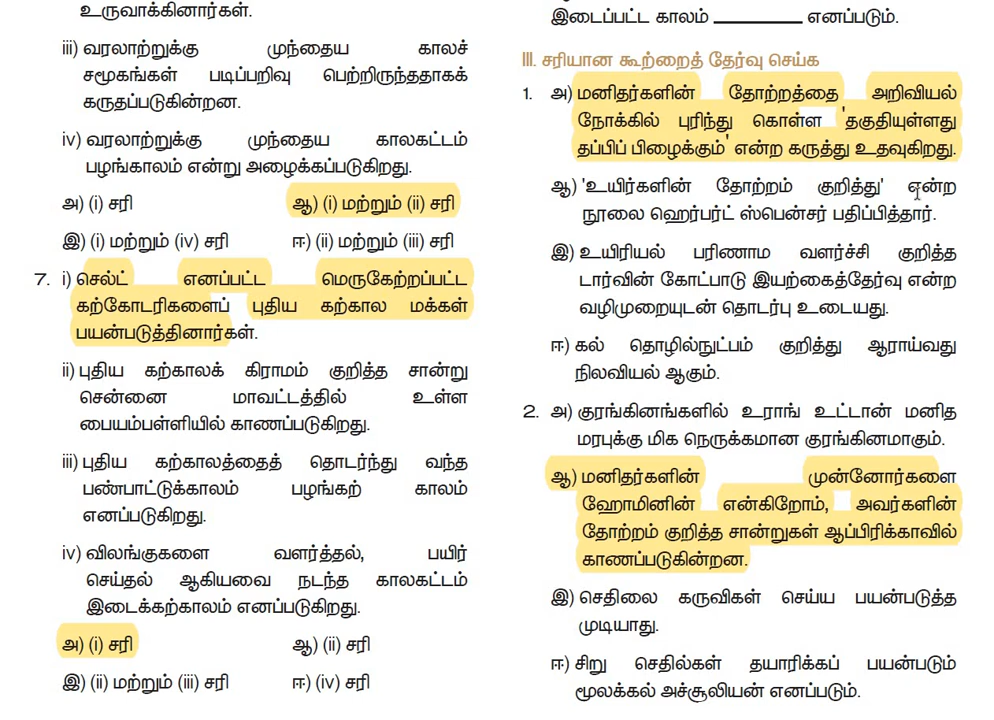 உருவாக்கினார்கள்.
iii) வரலாற்றுக்கு முந்தைய காலச்
சமூகங்கள் படிப்பறிவு பெற்றிருந்ததாகக்
கருதப்படுகின்றன.
iv) வரலாற்றுக்கு முந்தைய காலகட்டம்
பழங்காலம் என்று அழைக்கப்படுகிறது.
அ) (i) சரி ஆ) (i) மற்றும் (ii) சரி
இ) (i) மற்றும் (iv) சரி ஈ) (ii) மற்றும் (iii) சரி
7. i) செல்ட் எனப்பட்ட மெருகேற்றப்பட்ட
கற்கோடரிகளைப் புதிய கற்கால மக்கள்
பயன்படுத்தினார்கள்.
ii) புதிய கற்காலக் கிராமம் குறித்த சான்று
சென்னை மாவட்டத்தில் உள்ள
பையம்பள்ளியில் காணப்படுகிறது.
iii) புதிய கற்காலத்தைத் தொடர்ந்து வந்த
பண்பாட்டுக்காலம் பழங்கற் காலம்
எனப்படுகிறது.
iv) விலங்குகளை வளர்த்தல், பயிர்
செய்தல் ஆகியவை நடந்த காலகட்டம்
இடைக்கற்காலம் எனப்படுகிறது.
அ) (i) சரி ஆ) (ii) சரி
இ) (ii) மற்றும் (iii) சரி ஈ) (iv) சரி
இடைப்பட்ட காலம் __________ எனப்படும்.
III. சரியான கூற்றைத் தேர்வு செய்க
1. அ) மனிதர்களின் தோற்றத்தை அறிவியல்
நோக்கில் புரிந்து கொள்ள 'தகுதியுள்ளது
தப்பிப் பிழைக்கும்' என்ற கருத்து உதவுகிறது.
ஆ) 'உயிர்களின் தோற்றம் குறித்து' என்ற
நூலை ஹெர்பர்ட் ஸ்பென்சர் பதிப்பித்தார்.
இ) உயிரியல் பரிணாம வளர்ச்சி குறித்த
டார்வின் கோட்பாடு இயற்கைத்தேர்வு என்ற
வழிமுறையுடன் தொடர்பு உடையது.
ஈ) கல் தொழில்நுட்பம் குறித்து ஆராய்வது
நிலவியல் ஆகும்.
2. அ) குரங்கினங்களில் உராங் உட்டான் மனித
மரபுக்கு மிக நெருக்கமான குரங்கினமாகும்.
ஆ) மனிதர்களின் முன்னோர்களை
ஹோமினின் என்கிறோம், அவர்களின்
தோற்றம் குறித்த சான்றுகள் ஆப்பிரிக்காவில்
காணப்படுகின்றன.
இ) செதிலை கருவிகள் செய்ய பயன்படுத்த
முடியாது.
ஈ) சிறு செதில்கள் தயாரிக்கப் பயன்படும்
மூலக்கல் அச்சூலியன் எனப்படும்.